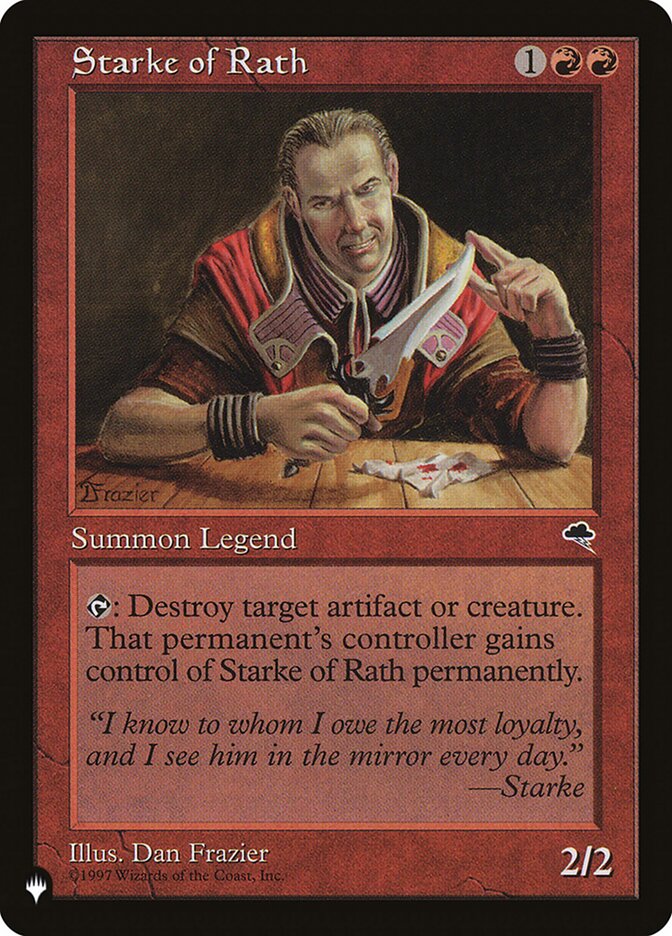 Starke of Rath
1
DFrazier
Summon Legend
: Destroy target artifact or creature.
That permanent's controller gains
control of Starke of Rath permanently.
“I know to whom I owe the most loyalty,
and I see him in the mirror every day.”
—Starke
Illus. Dan Frazier
©1997 Wizards of the Coast, Inc.
2/2